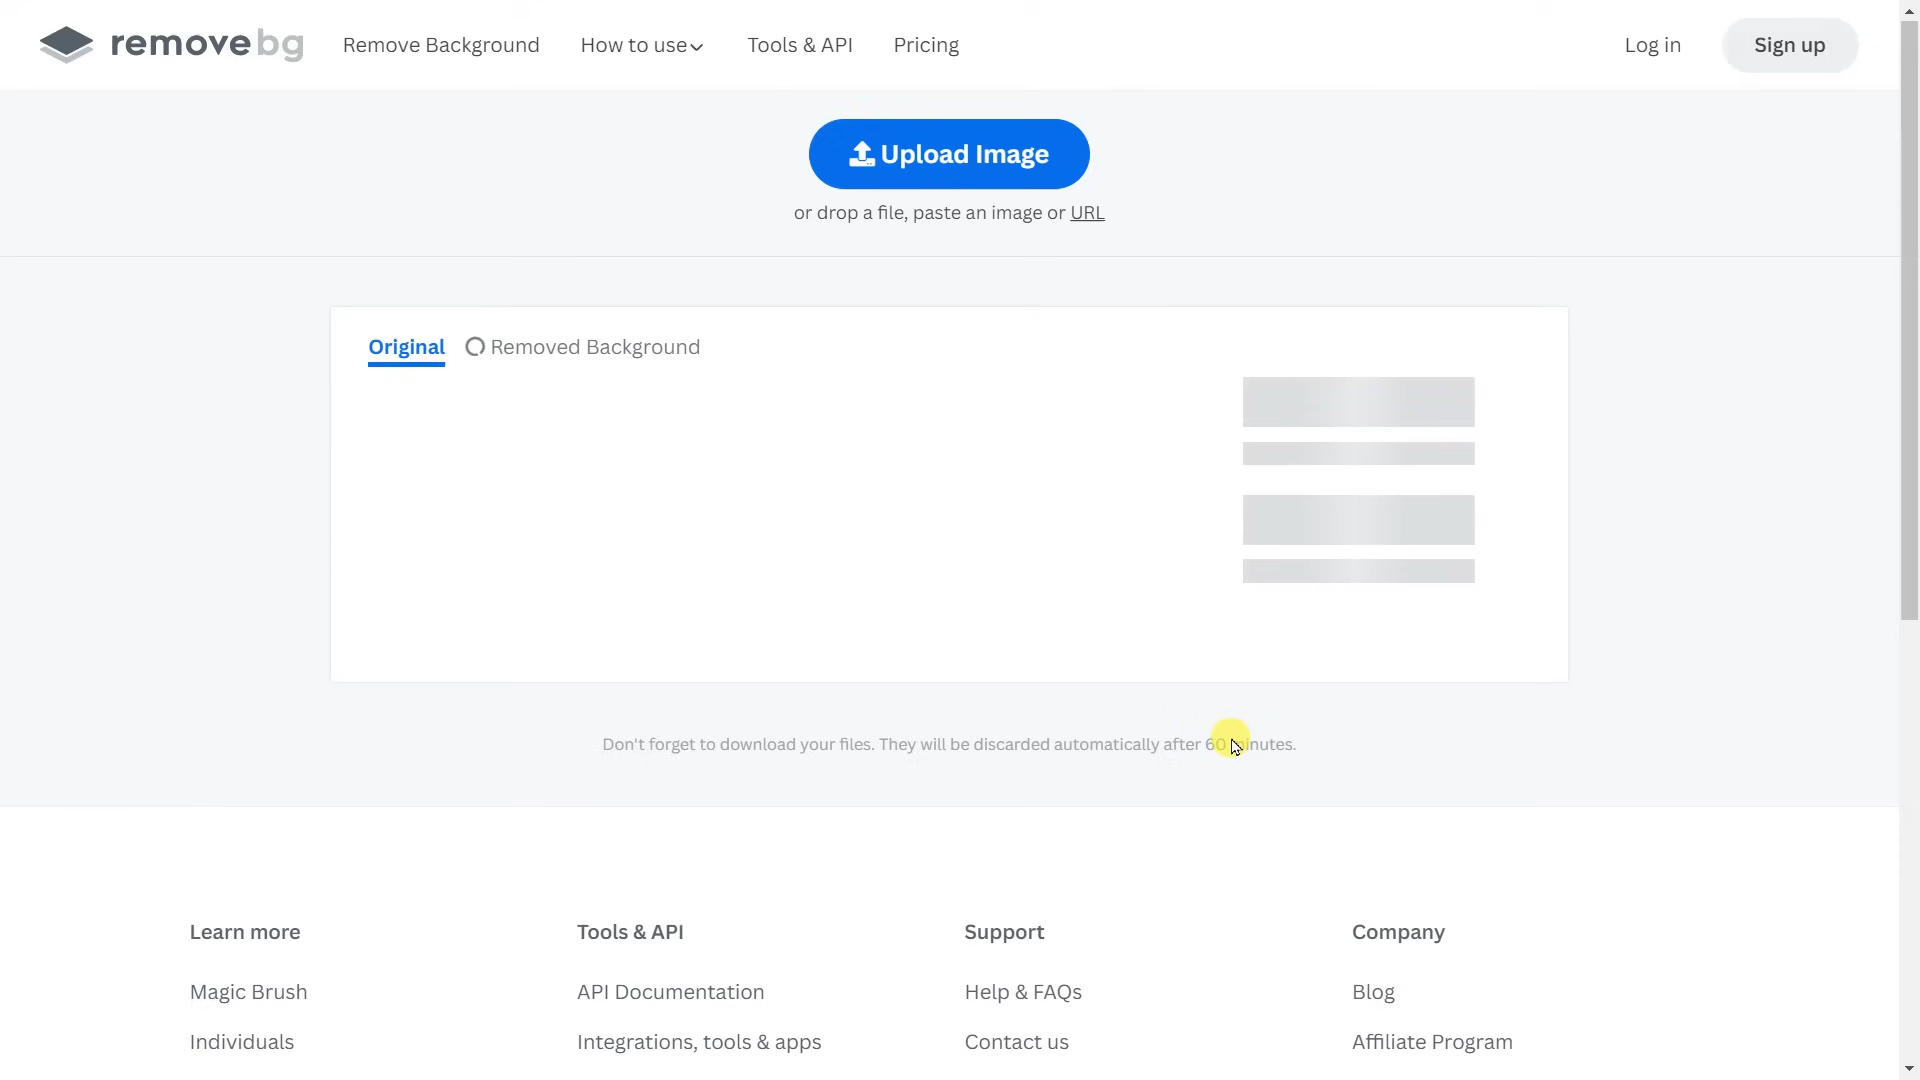 removebg
Remove Background
How to use
Tools & API
Pricing
Log in
Sign up
Upload Image
or drop a file, paste an image or URL
Original
Removed Background
Don't forget to download your files. They will be discarded automatically after 60 minutes.
Learn more
Tools & API
Support
Company
Magic Brush
API Documentation
Help & FAQs
Blog
Individuals
Integrations, tools & apps
Contact us
Affiliate Program